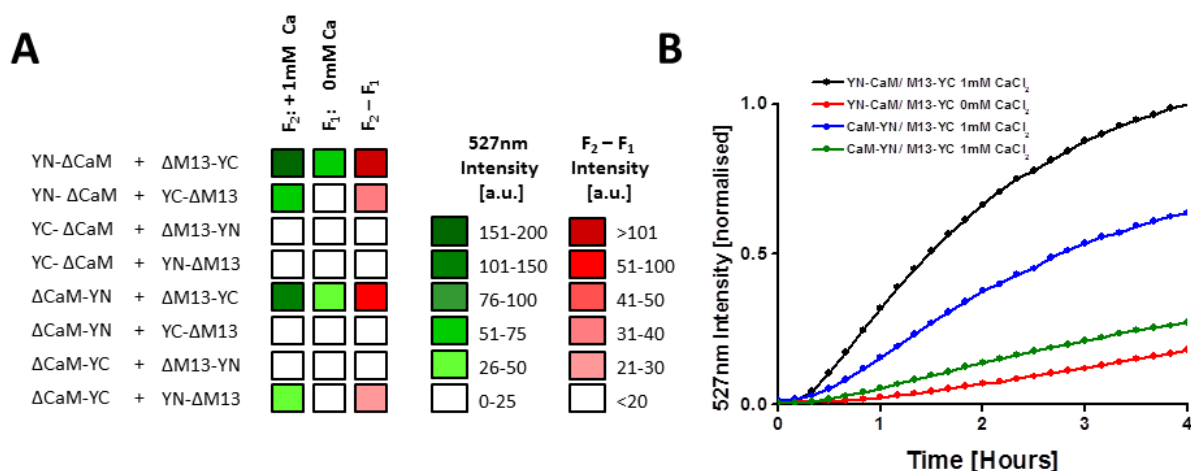 A
F₂: + 1mM Ca
F₁: 0mM Ca
F₂ – F₁
YN-ΔCaM + ΔM13-YC
YN- ΔCaM + YC-ΔM13
YC- ΔCaM + ΔM13-YN
YC- ΔCaM + YN-ΔM13
ΔCaM-YN + ΔM13-YC
ΔCaM-YN + YC-ΔM13
ΔCaM-YC + ΔM13-YN
ΔCaM-YC + YN-ΔM13
527nm
Intensity
[a.u.]
151-200
101-150
76-100
51-75
26-50
0-25
F₂ – F₁
Intensity
[a.u.]
>101
51-100
41-50
31-40
21-30
<20
B
YN-CaM/ M13-YC 1mM CaCl₂
YN-CaM/ M13-YC 0mM CaCl₂
CaM-YN/ M13-YC 1mM CaCl₂
CaM-YN/ M13-YC 1mM CaCl₂
527nm Intensity [normalised]
1.0
0.5
0.0
0 1 2 3 4
Time [Hours]